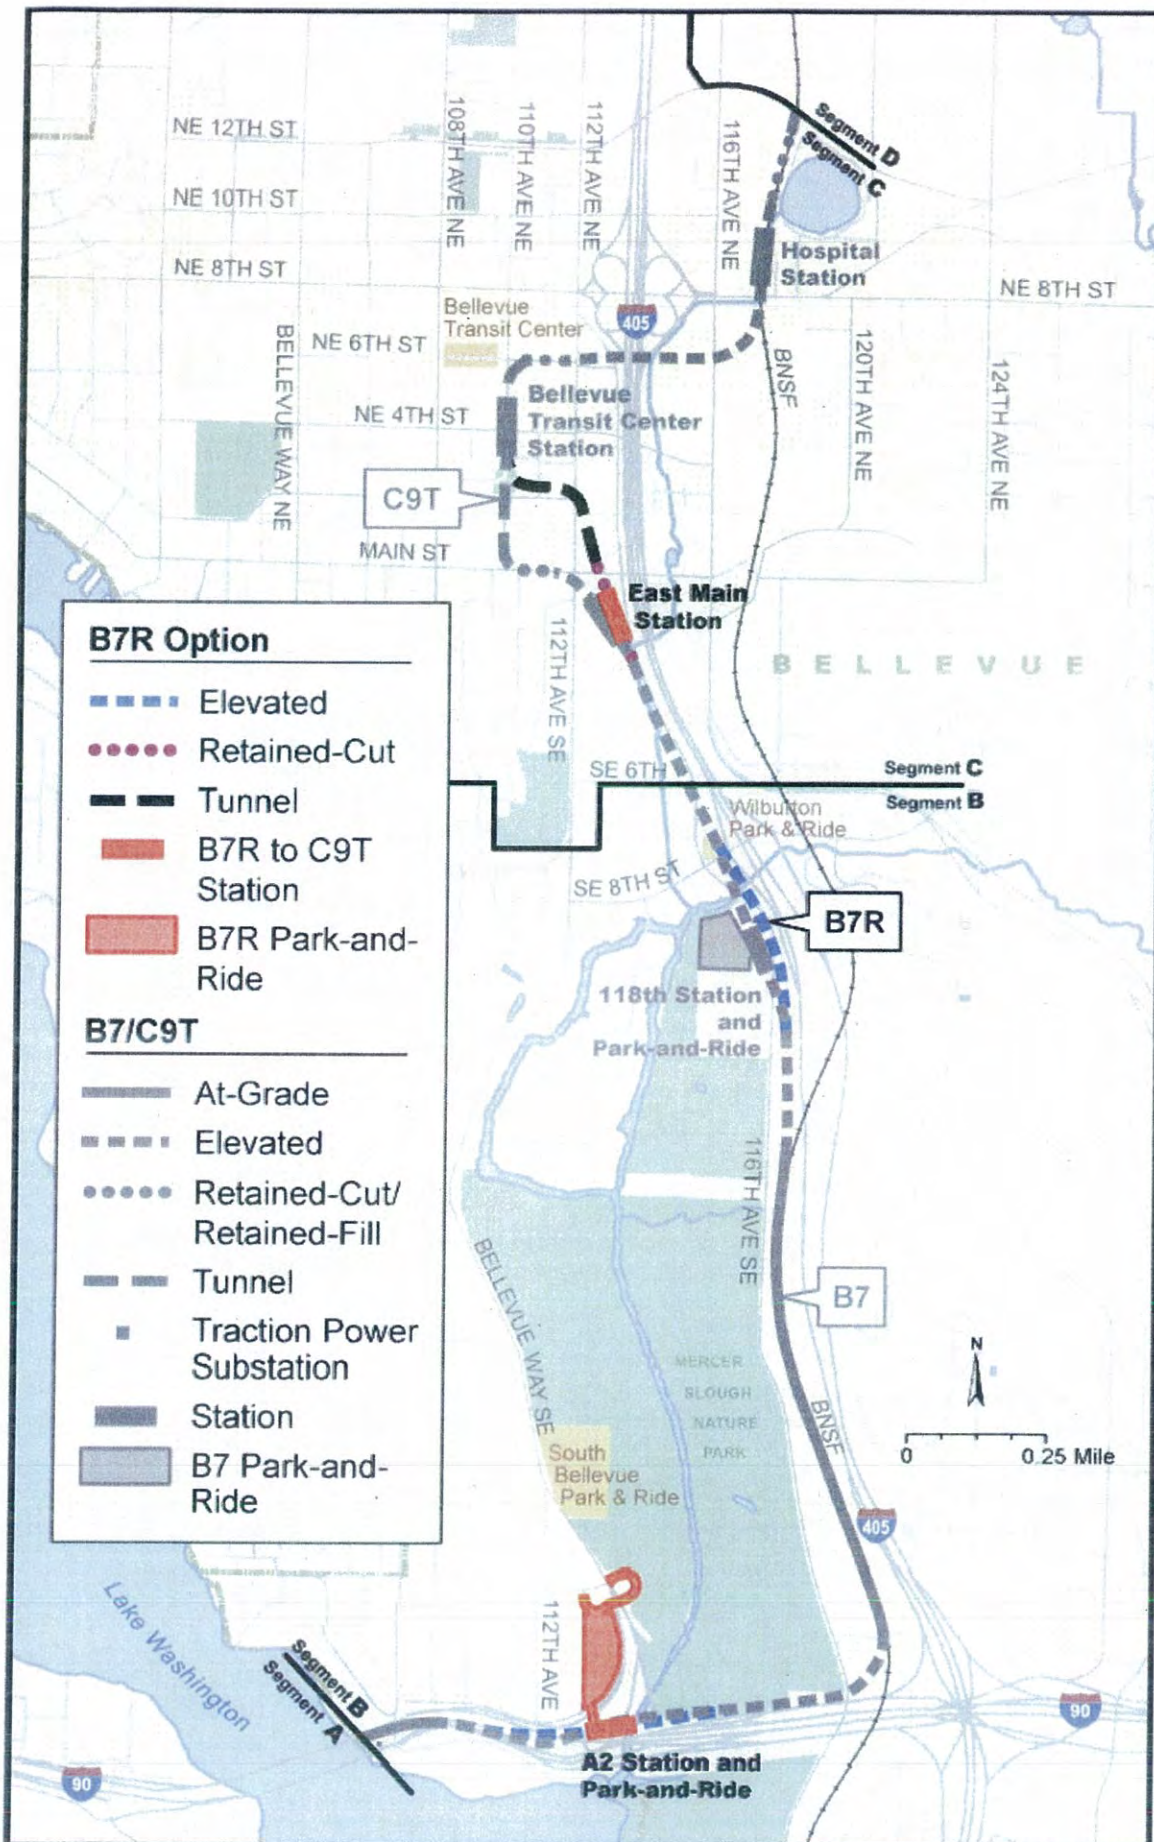 Segment D
Segment C
NE 12TH ST
108TH AVE NE
110TH AVE NE
112TH AVE NE
116TH AVE NE
NE 10TH ST
Hospital
Station
NE 8TH ST
NE 8TH ST
Bellevue
Transit Center
405
BELLEVUE WAY NE
NE 6TH ST
BNSF
120TH AVE NE
124TH AVE NE
NE 4TH ST
Bellevue
Transit Center
Station
C9T
MAIN ST
East Main
Station
112TH AVE SE
BELLEVUE
SE 6TH
Segment C
Segment B
Wilburton
Park & Ride
SE 8TH ST
B7R
118th Station
and
Park-and-Ride
116TH AVE SE
B7
BELLEVUE WAY SE
MERCER
SLOUGH
NATURE
PARK
BNSF
N
0 0.25 Mile
South
Bellevue
Park & Ride
405
112TH AVE
Lake Washington
Segment B
Segment A
90
90
A2 Station and
Park-and-Ride
B7R Option
Elevated
Retained-Cut
Tunnel
B7R to C9T
Station
B7R Park-and-
Ride
B7/C9T
At-Grade
Elevated
Retained-Cut/
Retained-Fill
Tunnel
Traction Power
Substation
Station
B7 Park-and-
Ride